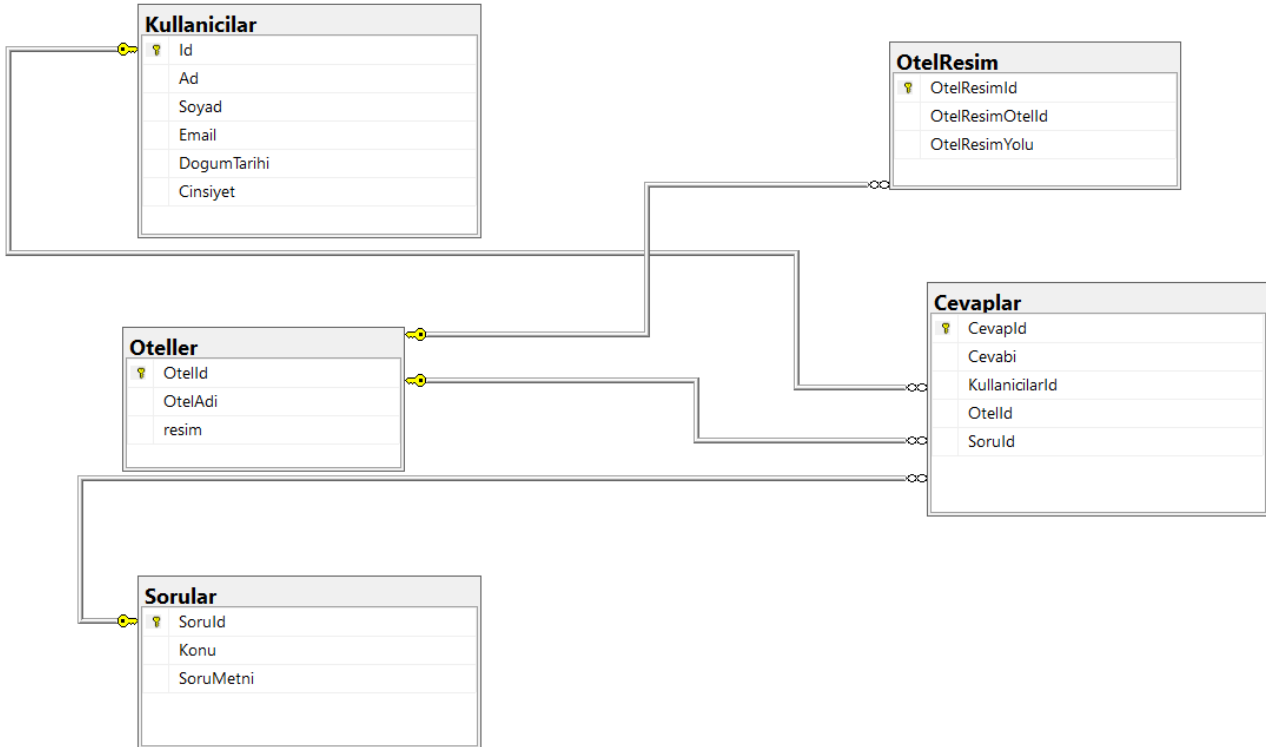 Kullanicilar
Id
Ad
Soyad
Email
DogumTarihi
Cinsiyet
OtelResim
OtelResimId
OtelResimOtelId
OtelResimYolu
Oteller
OtelId
OtelAdi
resim
Cevaplar
CevapId
Cevabi
KullanicilarId
OtelId
SoruId
Sorular
SoruId
Konu
SoruMetni